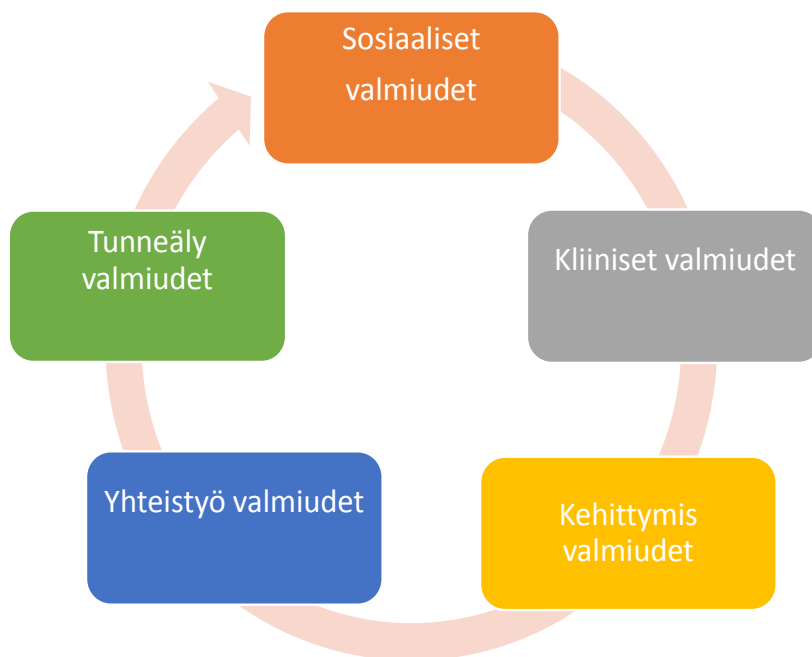 Sosiaaliset
valmiudet
Kliiniset valmiudet
Kehittymis
valmiudet
Yhteistyö valmiudet
Tunneäly
valmiudet